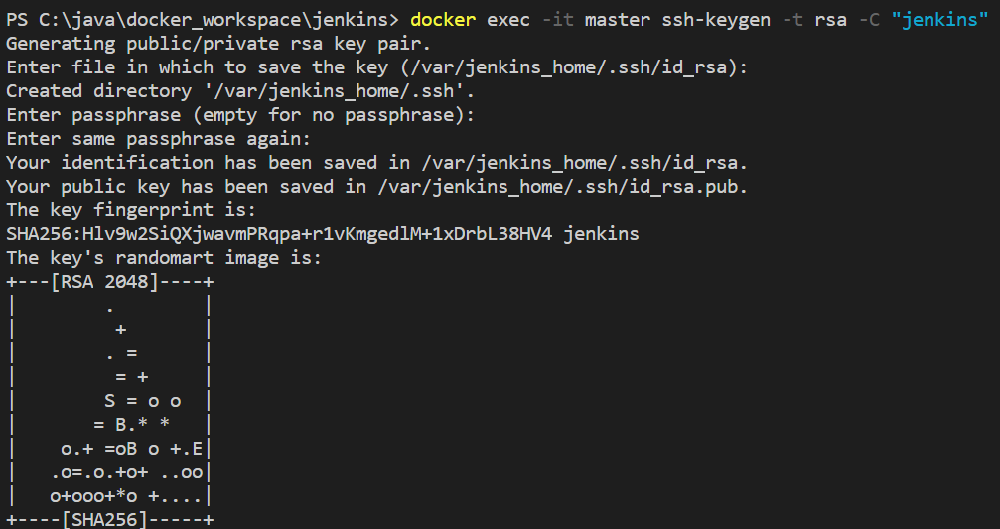 PS C:\java\docker_workspace\jenkins> docker exec -it master ssh-keygen -t rsa -C "jenkins"
Generating public/private rsa key pair.
Enter file in which to save the key (/var/jenkins_home/.ssh/id_rsa):
Created directory '/var/jenkins_home/.ssh'.
Enter passphrase (empty for no passphrase):
Enter same passphrase again:
Your identification has been saved in /var/jenkins_home/.ssh/id_rsa.
Your public key has been saved in /var/jenkins_home/.ssh/id_rsa.pub.
The key fingerprint is:
SHA256:Hlv9w2SiQXjwavmPRqpa+r1vKmgedlM+1xDrbL38HV4 jenkins
The key's randomart image is:
+---[RSA 2048]----+
|        .        |
|         +       |
|        . =      |
|         = +     |
|        S = o o  |
|       = B.* *   |
|    o.+ =oB o +.E|
|   .o=.o.+o+ ..oo|
|   o+ooo+*o +....|
+----[SHA256]-----+